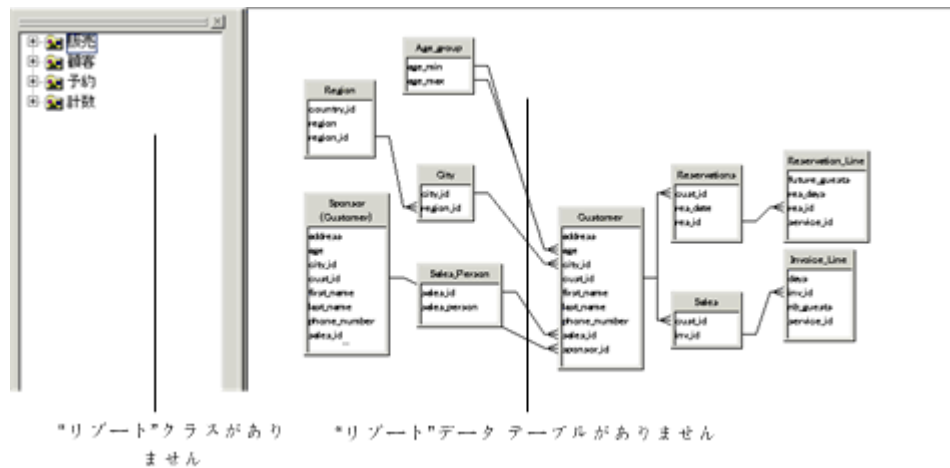 販売
顧客
予約
計数
Age_group
age_min
age_max
Region
country_id
region
region_id
City
city_id
region_id
Sponsor
(Customer)
address
age
city_id
cust_id
first_name
last_name
phone_number
sales_id
Sales_Person
sales_id
sales_person
Customer
address
age
city_id
cust_id
first_name
last_name
phone_number
sales_id
sponsor_id
Reservations
cust_id
res_date
res_id
Sales
cust_id
inv_id
Reservation_Line
future_guests
res_days
res_id
service_id
Invoice_Line
days
inv_id
nb_guests
service_id
"リゾート"クラスがあり
ません
"リゾート"データ テーブルがありません